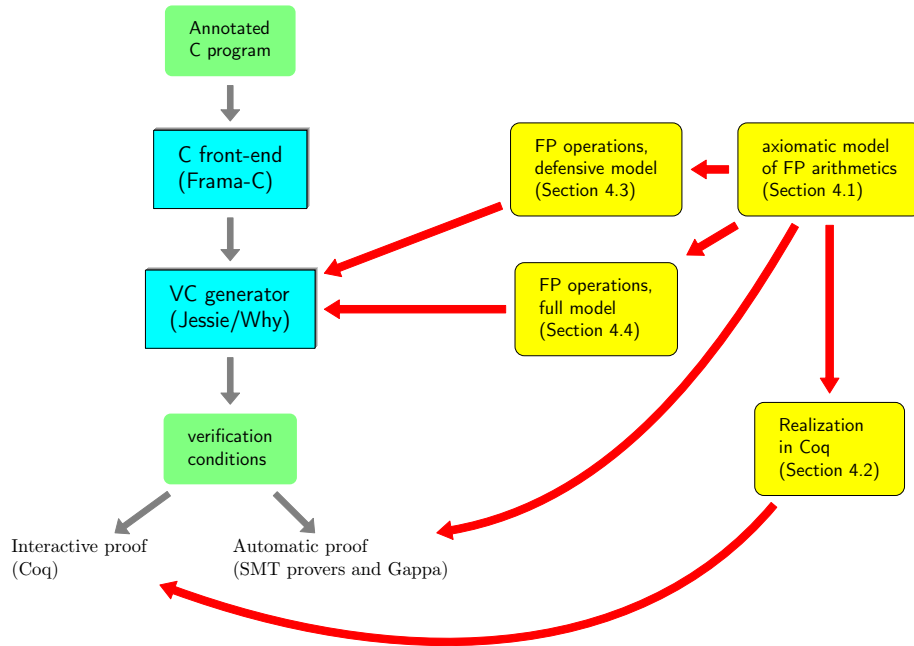 Annotated
C program
C front-end
(Frama-C)
FP operations,
defensive model
(Section 4.3)
axiomatic model
of FP arithmetics
(Section 4.1)
VC generator
(Jessie/Why)
FP operations,
full model
(Section 4.4)
verification
conditions
Realization
in Coq
(Section 4.2)
Interactive proof
(Coq)
Automatic proof
(SMT provers and Gappa)